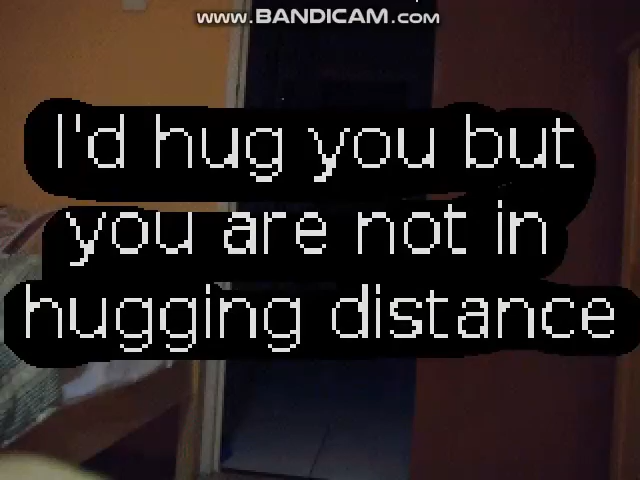 www.BANDICAM.com
I'd hug you but
you are not in
hugging distance